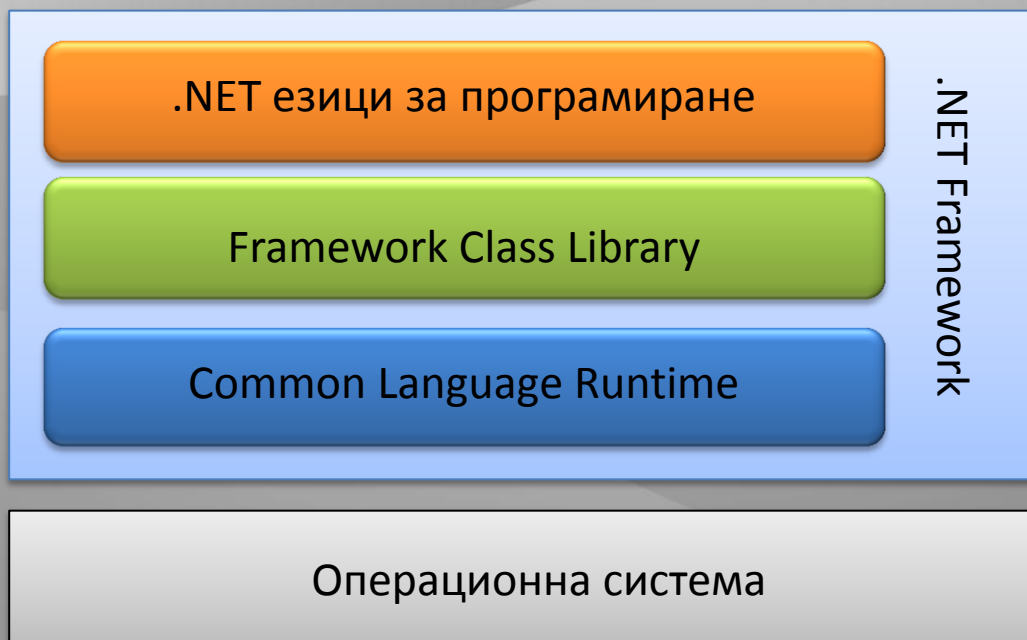 .NET езици за програмиране
Framework Class Library
Common Language Runtime
.NET Framework
Операционна система